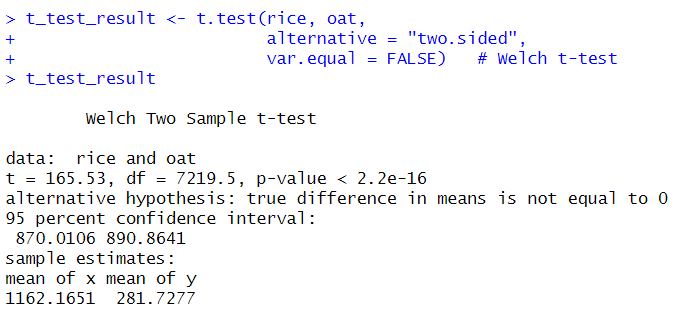 > t_test_result <- t.test(rice, oat,
+                         alternative = "two.sided",
+                         var.equal = FALSE)   # Welch t-test
> t_test_result
        Welch Two Sample t-test
data:  rice and oat
t = 165.53, df = 7219.5, p-value < 2.2e-16
alternative hypothesis: true difference in means is not equal to 0
95 percent confidence interval:
 870.0106 890.8641
sample estimates:
mean of x mean of y
1162.1651  281.7277